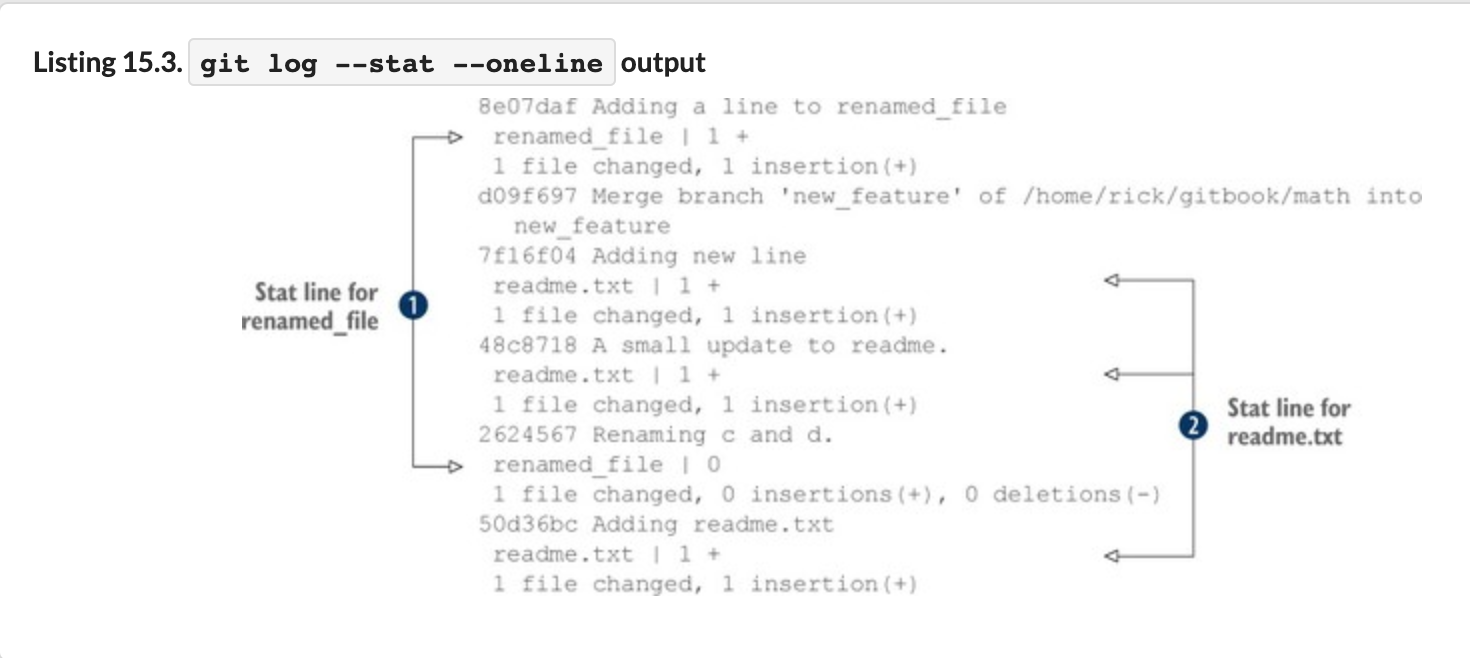 Listing 15.3. git log --stat --oneline output
8e07daf Adding a line to renamed_file
renamed_file | 1 +
1 file changed, 1 insertion(+)
d09f697 Merge branch 'new_feature' of /home/rick/gitbook/math into
new_feature
7f16f04 Adding new line
readme.txt | 1 +
1 file changed, 1 insertion(+)
48c8718 A small update to readme.
readme.txt | 1 +
1 file changed, 1 insertion(+)
2624567 Renaming c and d.
renamed_file | 0
1 file changed, 0 insertions(+), 0 deletions(-)
50d36bc Adding readme.txt
readme.txt | 1 +
1 file changed, 1 insertion(+)
Stat line for
renamed_file
1
2
Stat line for
readme.txt